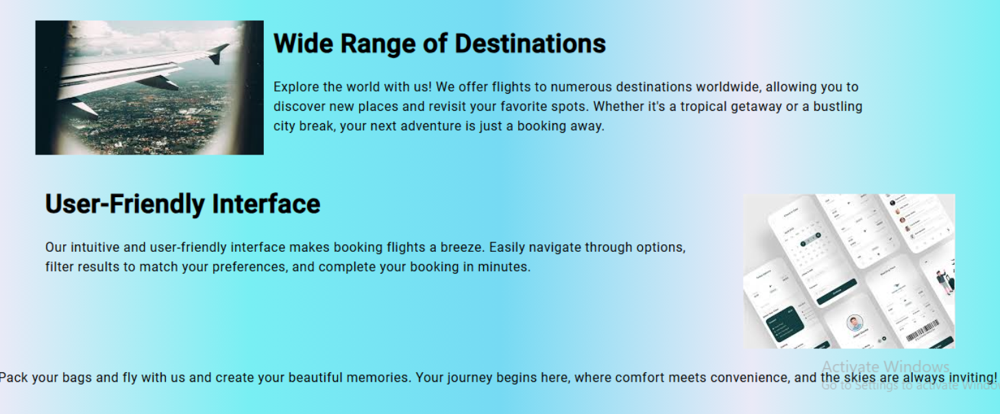 Wide Range of Destinations
Explore the world with us! We offer flights to numerous destinations worldwide, allowing you to
discover new places and revisit your favorite spots. Whether it's a tropical getaway or a bustling
city break, your next adventure is just a booking away.
User-Friendly Interface
Our intuitive and user-friendly interface makes booking flights a breeze. Easily navigate through options,
filter results to match your preferences, and complete your booking in minutes.
Pack your bags and fly with us and create your beautiful memories. Your journey begins here, where comfort meets convenience, and the skies are always inviting!
Activate Windows
Go to Settings to activate Windo